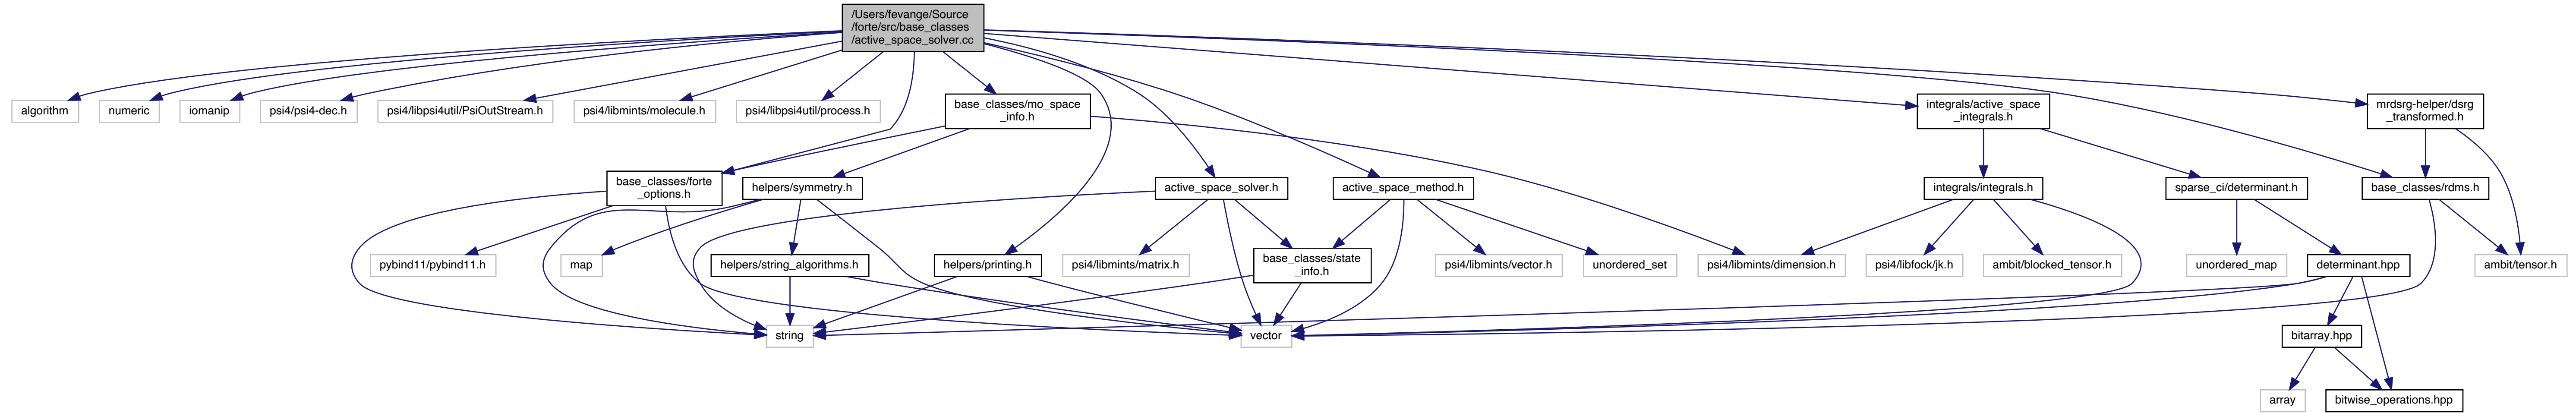 /Users/fevange/Source
/forte/src/base_classes
/active_space_solver.cc
algorithm
numeric
iomanip
psi4/psi4-dec.h
psi4/libpsi4util/PsiOutStream.h
psi4/libmints/molecule.h
psi4/libpsi4util/process.h
base_classes/mo_space
_info.h
integrals/active_space
_integrals.h
mrdsrg-helper/dsrg
_transformed.h
base_classes/forte
_options.h
helpers/symmetry.h
active_space_solver.h
active_space_method.h
integrals/integrals.h
sparse_ci/determinant.h
base_classes/rdms.h
pybind11/pybind11.h
map
helpers/string_algorithms.h
helpers/printing.h
psi4/libmints/matrix.h
base_classes/state
_info.h
psi4/libmints/vector.h
unordered_set
psi4/libmints/dimension.h
psi4/libfock/jk.h
ambit/blocked_tensor.h
unordered_map
determinant.hpp
ambit/tensor.h
string
vector
bitarray.hpp
array
bitwise_operations.hpp